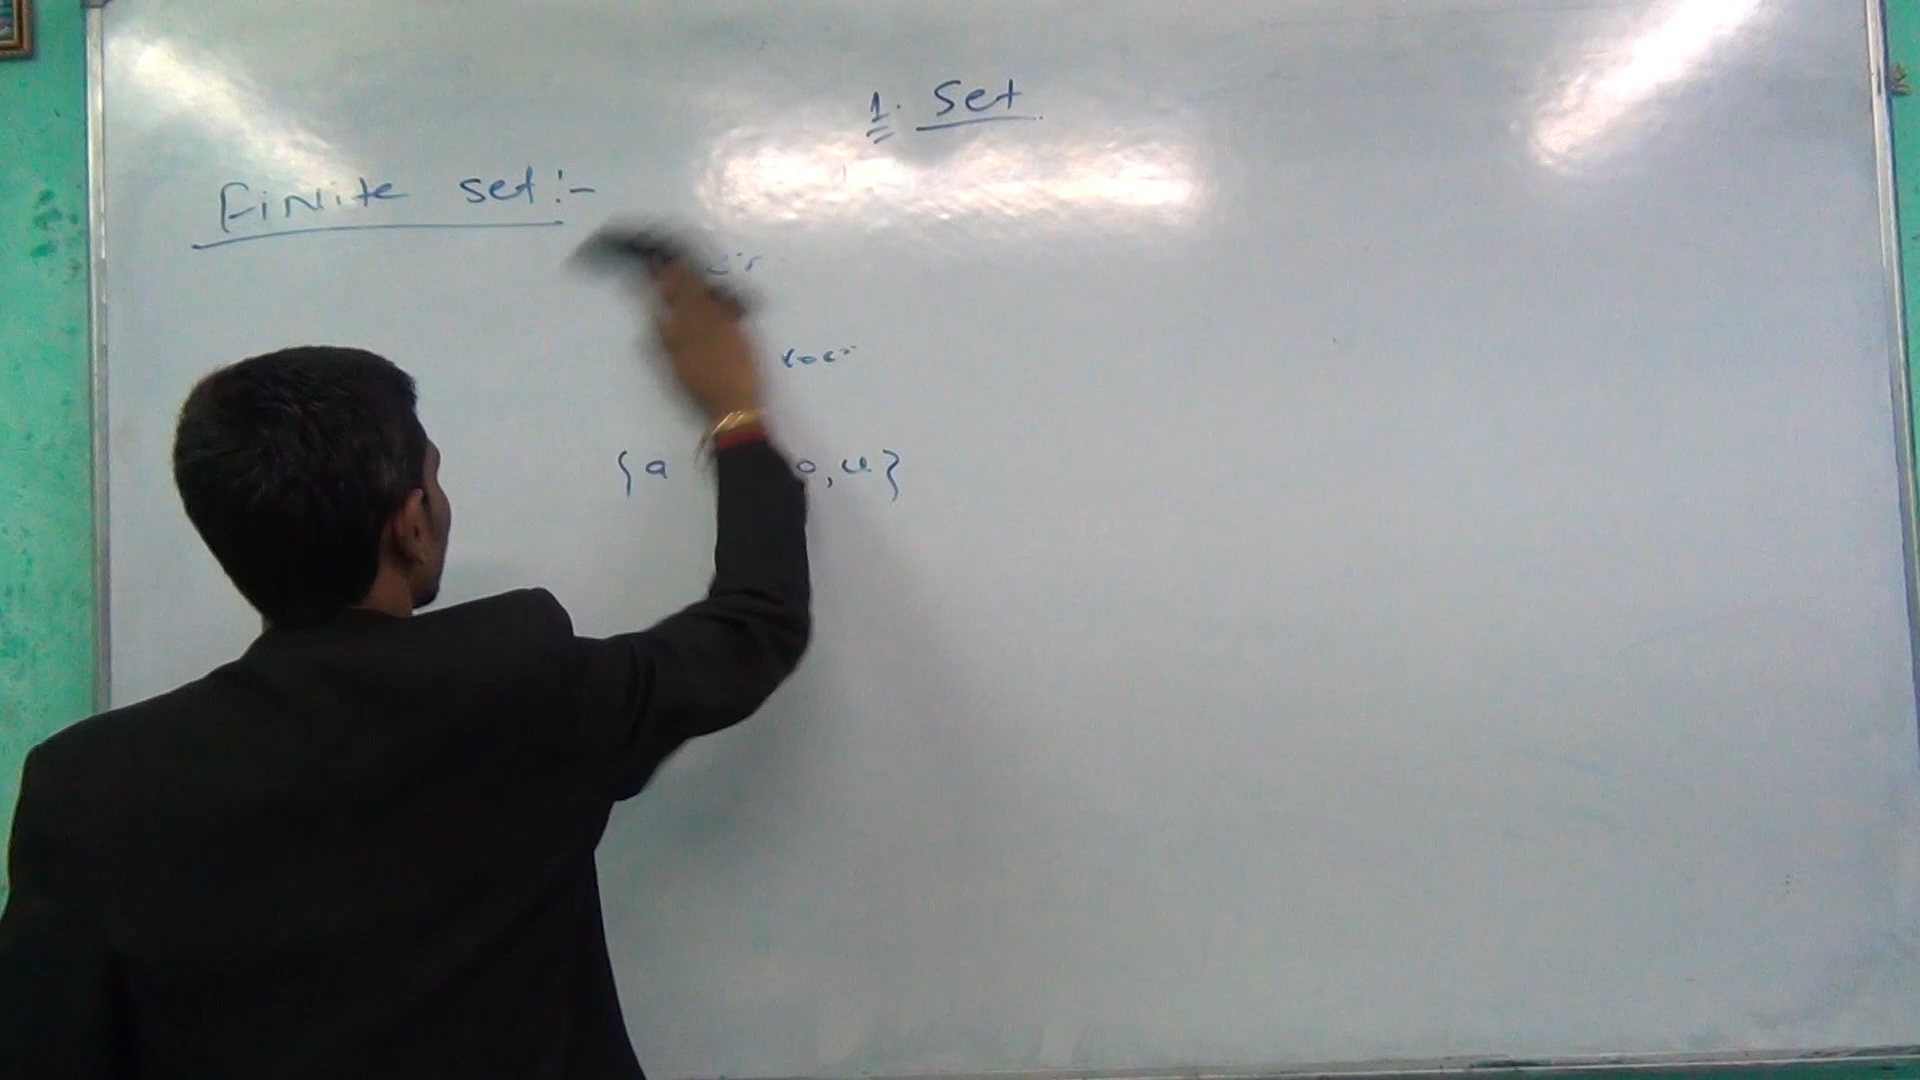 1. Set
Finite set:-
{a o, u}